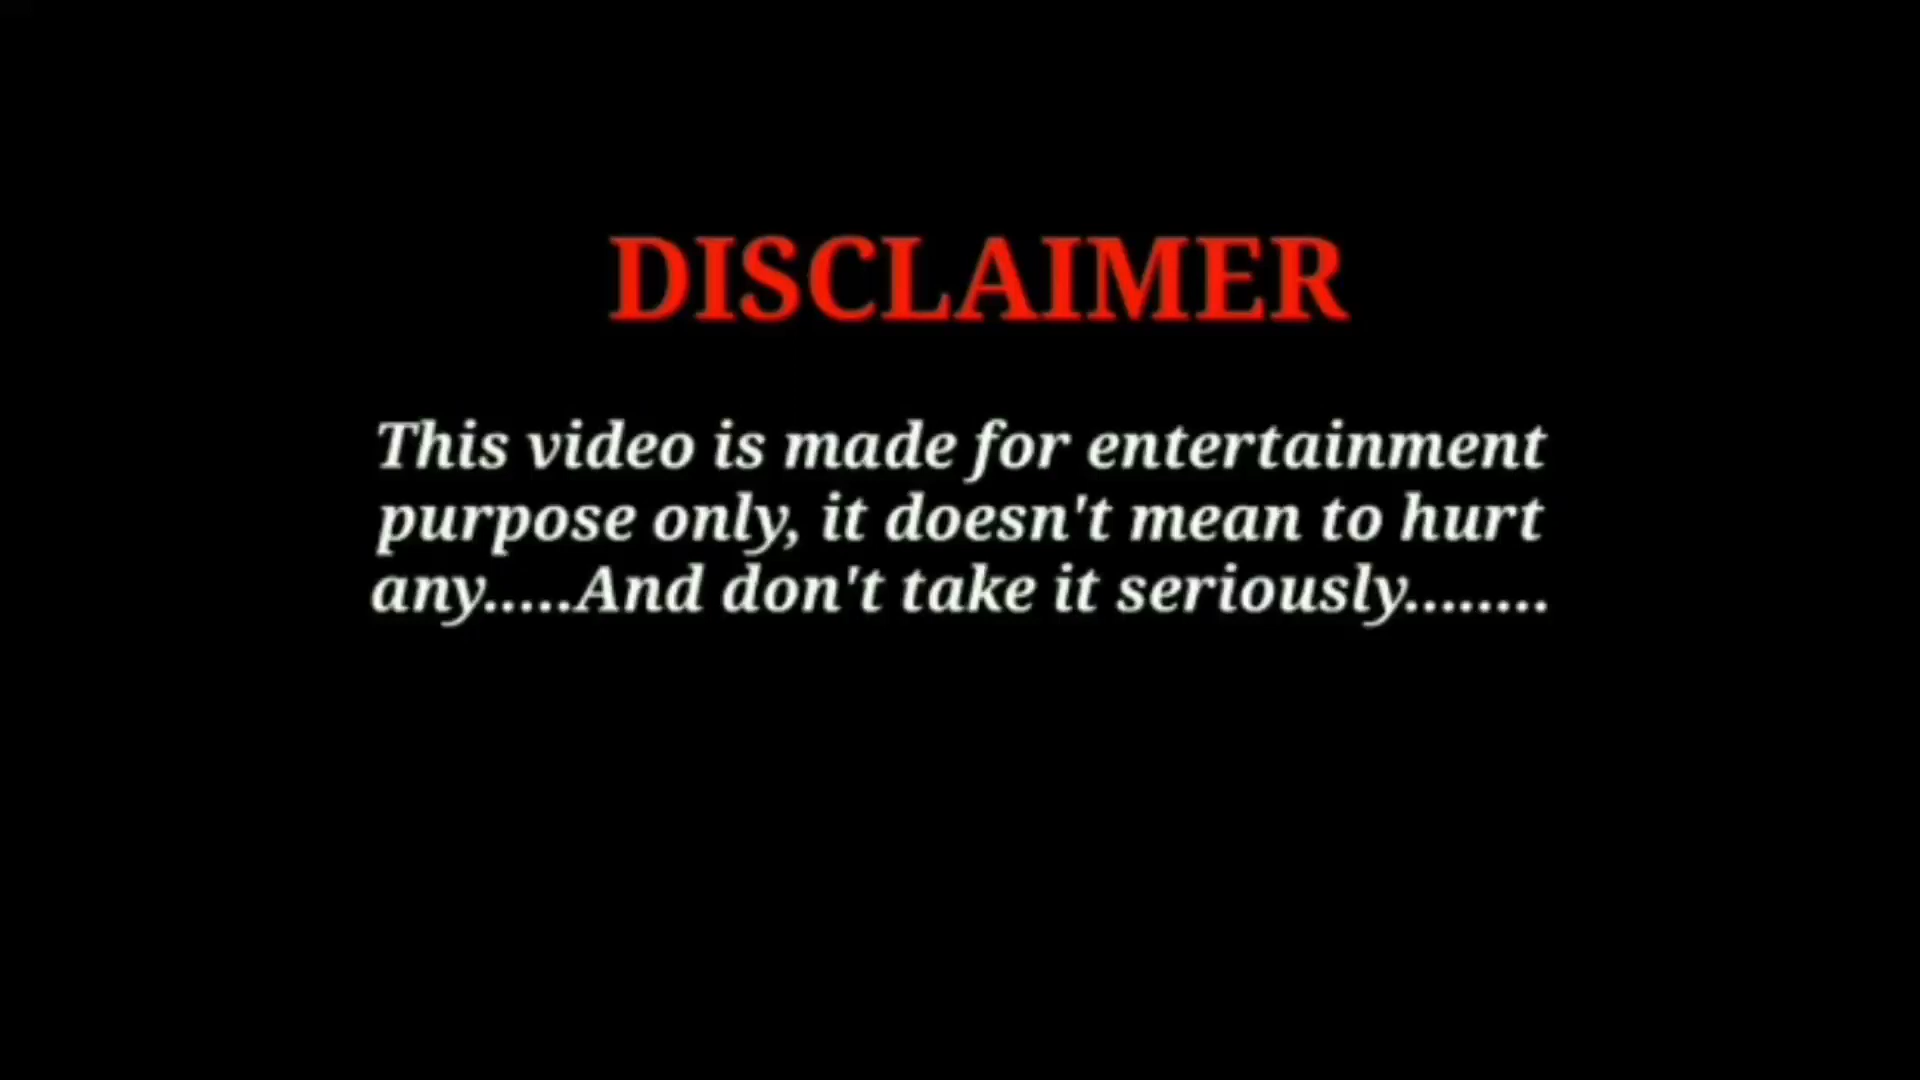 DISCLAIMER
This video is made for entertainment
purpose only, it doesn't mean to hurt
any.....And don't take it seriously........